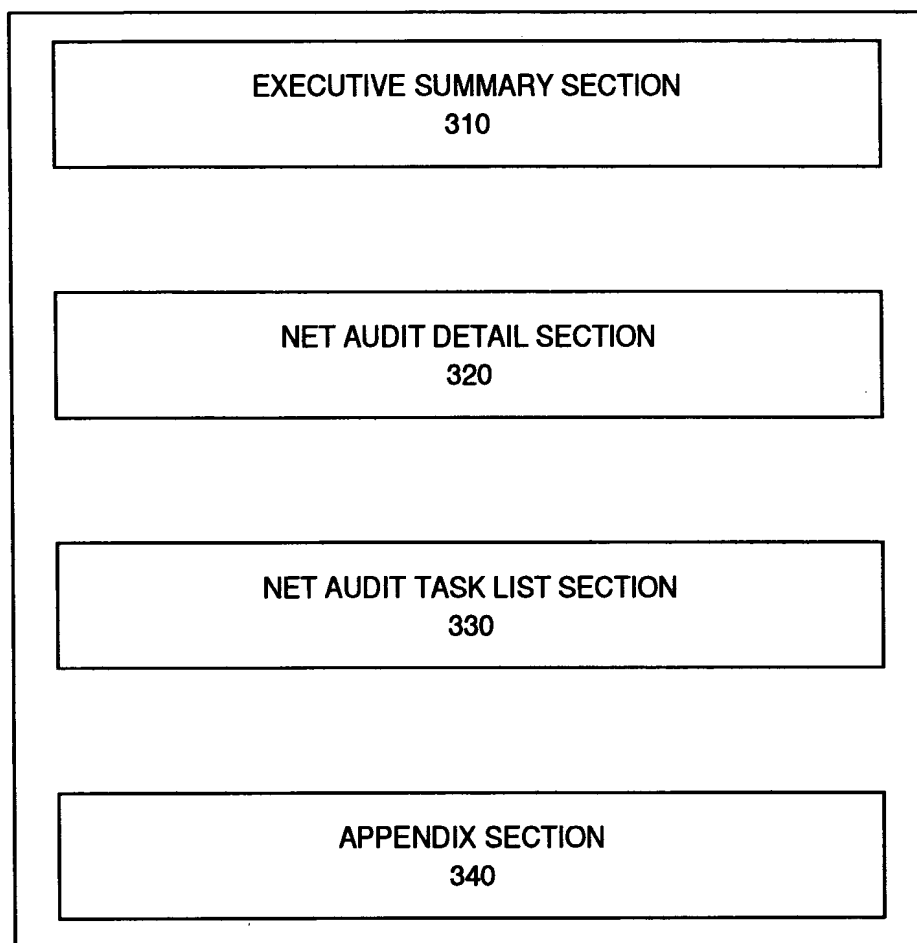 EXECUTIVE SUMMARY SECTION
310
NET AUDIT DETAIL SECTION
320
NET AUDIT TASK LIST SECTION
330
APPENDIX SECTION
340